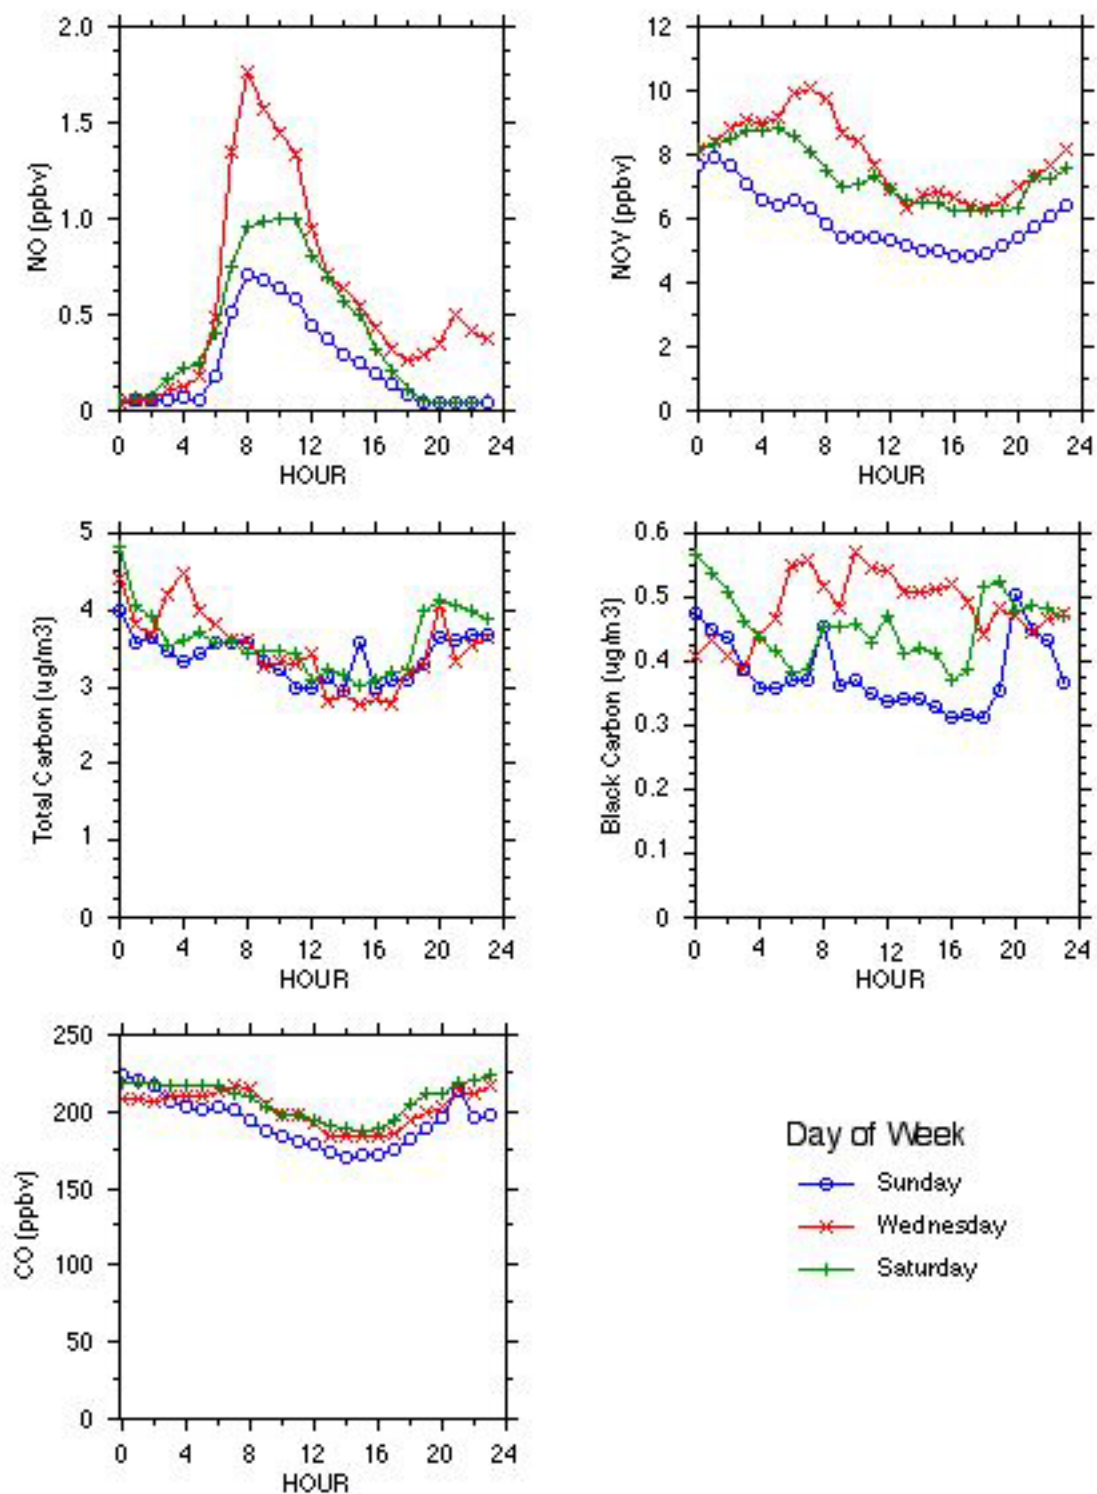 NO (ppbv)
2.0
1.5
1.0
0.5
0
0 4 8 12 16 20 24
HOUR
NOY (ppbv)
12
10
8
6
4
2
0
0 4 8 12 16 20 24
HOUR
Total Carbon (ug/m3)
5
4
3
2
1
0
0 4 8 12 16 20 24
HOUR
Black Carbon (ug/m3)
0.6
0.5
0.4
0.3
0.2
0.1
0
0 4 8 12 16 20 24
HOUR
CO (ppbv)
250
200
150
100
50
0
0 4 8 12 16 20 24
HOUR
Day of Week
Sunday
Wednesday
Saturday